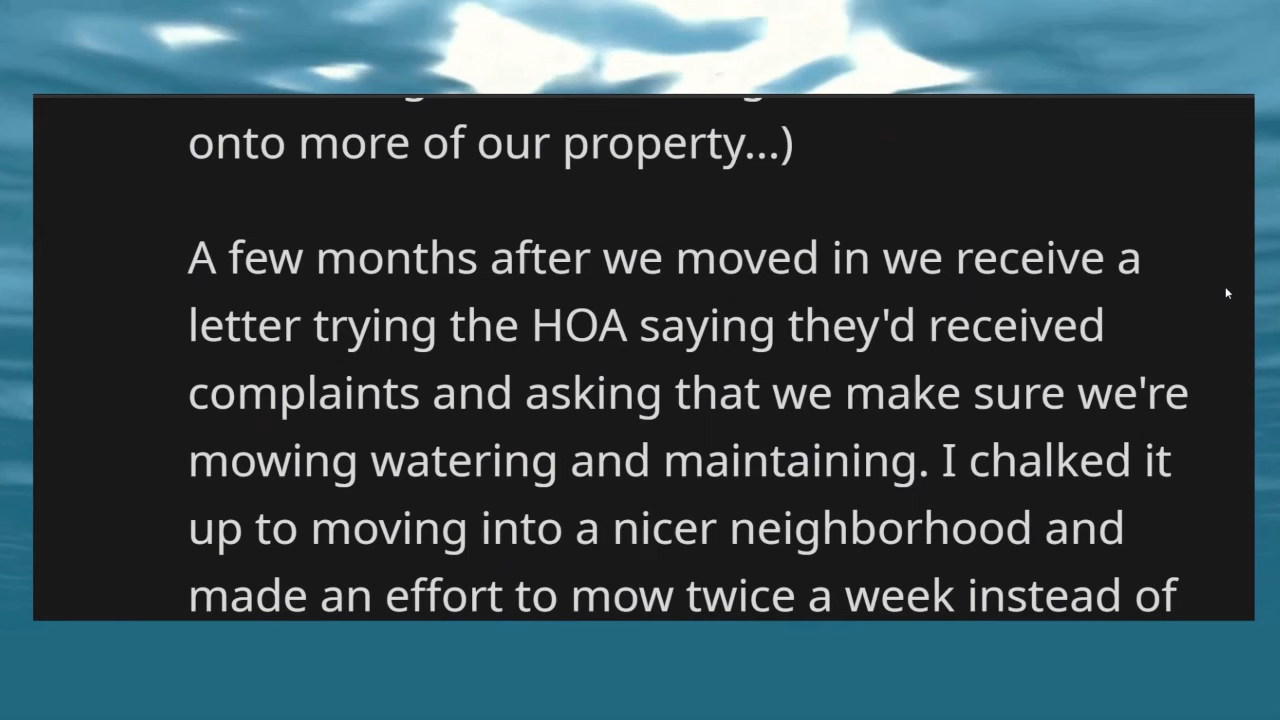 onto more of our property...)
A few months after we moved in we receive a
letter trying the HOA saying they'd received
complaints and asking that we make sure we're
mowing watering and maintaining. I chalked it
up to moving into a nicer neighborhood and
made an effort to mow twice a week instead of